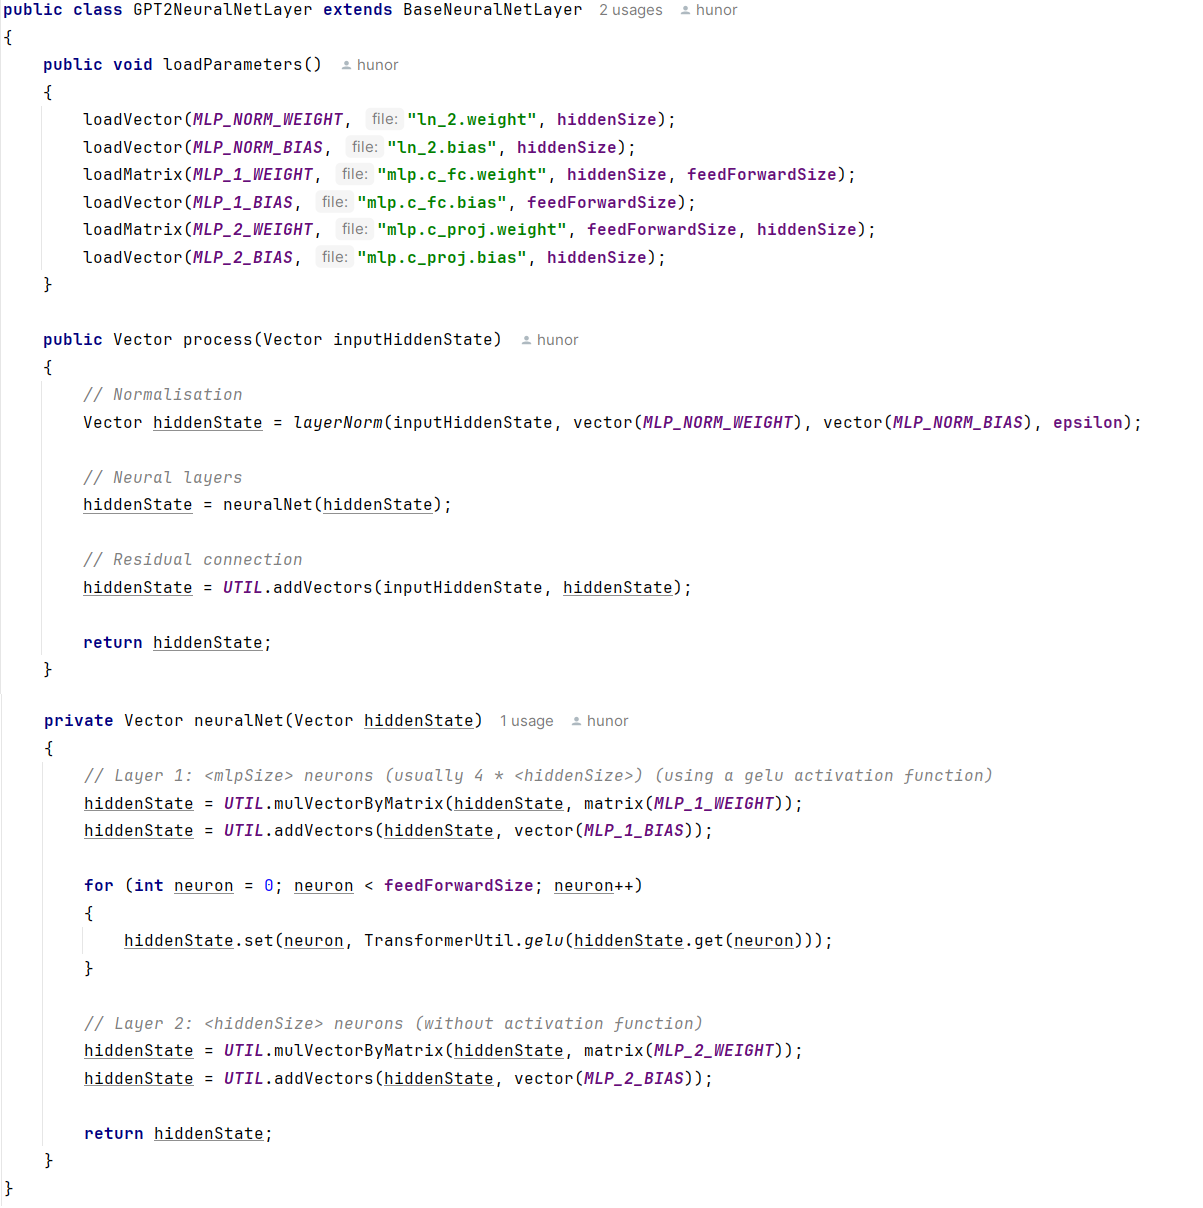 public class GPT2NeuralNetLayer extends BaseNeuralNetLayer 2 usages hunor
{
    public void loadParameters() hunor
    {
        loadVector(MLP_NORM_WEIGHT, file: "ln_2.weight", hiddenSize);
        loadVector(MLP_NORM_BIAS, file: "ln_2.bias", hiddenSize);
        loadMatrix(MLP_1_WEIGHT, file: "mlp.c_fc.weight", hiddenSize, feedForwardSize);
        loadVector(MLP_1_BIAS, file: "mlp.c_fc.bias", feedForwardSize);
        loadMatrix(MLP_2_WEIGHT, file: "mlp.c_proj.weight", feedForwardSize, hiddenSize);
        loadVector(MLP_2_BIAS, file: "mlp.c_proj.bias", hiddenSize);
    }

    public Vector process(Vector inputHiddenState) hunor
    {
        // Normalisation
        Vector hiddenState = layerNorm(inputHiddenState, vector(MLP_NORM_WEIGHT), vector(MLP_NORM_BIAS), epsilon);

        // Neural layers
        hiddenState = neuralNet(hiddenState);

        // Residual connection
        hiddenState = UTIL.addVectors(inputHiddenState, hiddenState);

        return hiddenState;
    }

    private Vector neuralNet(Vector hiddenState) 1 usage hunor
    {
        // Layer 1: <mlpSize> neurons (usually 4 * <hiddenSize>) (using a gelu activation function)
        hiddenState = UTIL.mulVectorByMatrix(hiddenState, matrix(MLP_1_WEIGHT));
        hiddenState = UTIL.addVectors(hiddenState, vector(MLP_1_BIAS));

        for (int neuron = 0; neuron < feedForwardSize; neuron++)
        {
            hiddenState.set(neuron, TransformerUtil.gelu(hiddenState.get(neuron)));
        }

        // Layer 2: <hiddenSize> neurons (without activation function)
        hiddenState = UTIL.mulVectorByMatrix(hiddenState, matrix(MLP_2_WEIGHT));
        hiddenState = UTIL.addVectors(hiddenState, vector(MLP_2_BIAS));

        return hiddenState;
    }
}